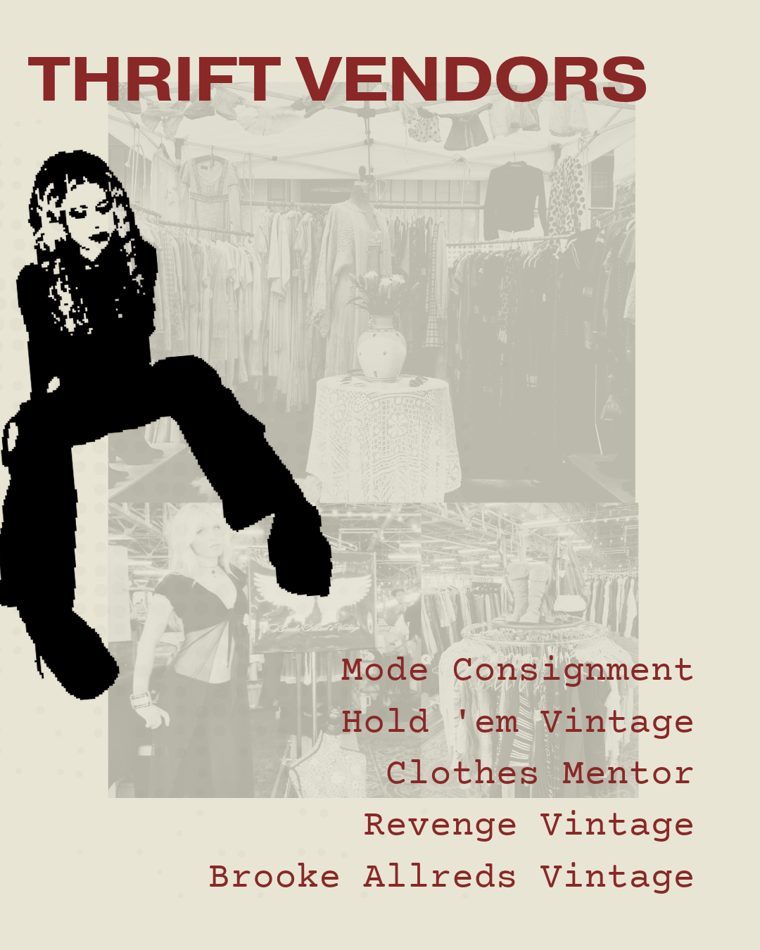 THRIFT VENDORS
Mode Consignment
Hold 'em Vintage
Clothes Mentor
Revenge Vintage
Brooke Allreds Vintage